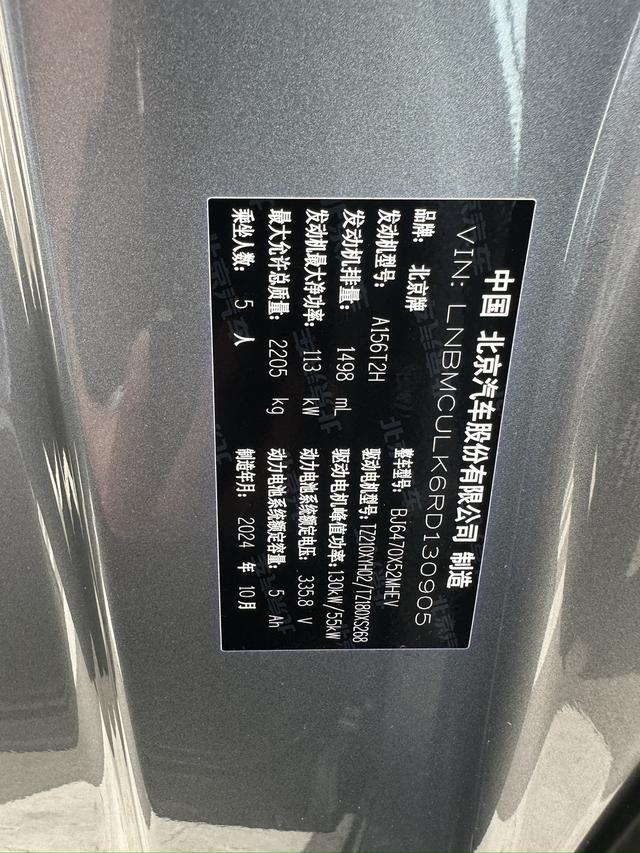 中国 北京汽车股份有限公司 制造
VIN: LNBMCULK6RD130905
品牌: 北京牌 整车型号: BJ6470X52MHEV
发动机型号: A156T2H 驱动电机型号: TZ210XYH02/TZ180XS268
发动机排量: 1498 mL 驱动电机峰值功率: 130kW/55kW
发动机最大净功率: 113 kW 动力电池系统额定电压: 335.8 V
最大允许总质量: 2205 kg 动力电池系统额定容量: 5 Ah
乘坐人数: 5 人 制造年月: 2024 年 10 月